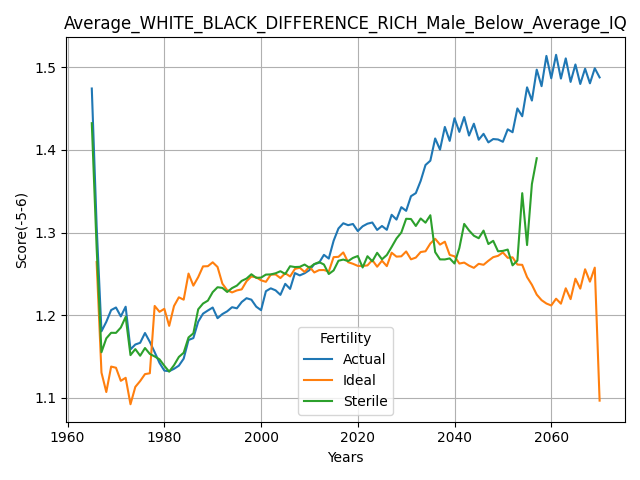 Average_WHITE_BLACK_DIFFERENCE_RICH_Male_Below_Average_IQ
1.5
1.4
1.3
1.2
1.1
Score(-5-6)
Fertility
Actual
Ideal
Sterile
1960 1980 2000 2020 2040 2060
Years